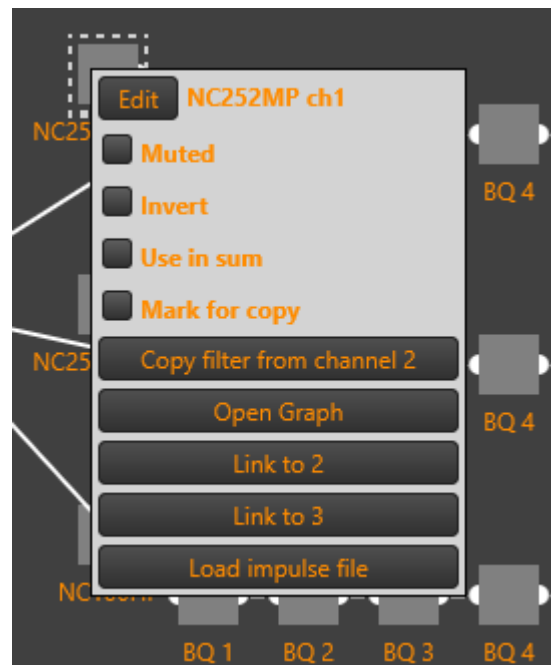 Edit NC252MP ch1
NC25
Muted
BQ 4
Invert
Use in sum
Mark for copy
NC25
Copy filter from channel 2
Open Graph
BQ 4
Link to 2
Link to 3
Load impulse file
BQ 1 BQ 2 BQ 3 BQ 4